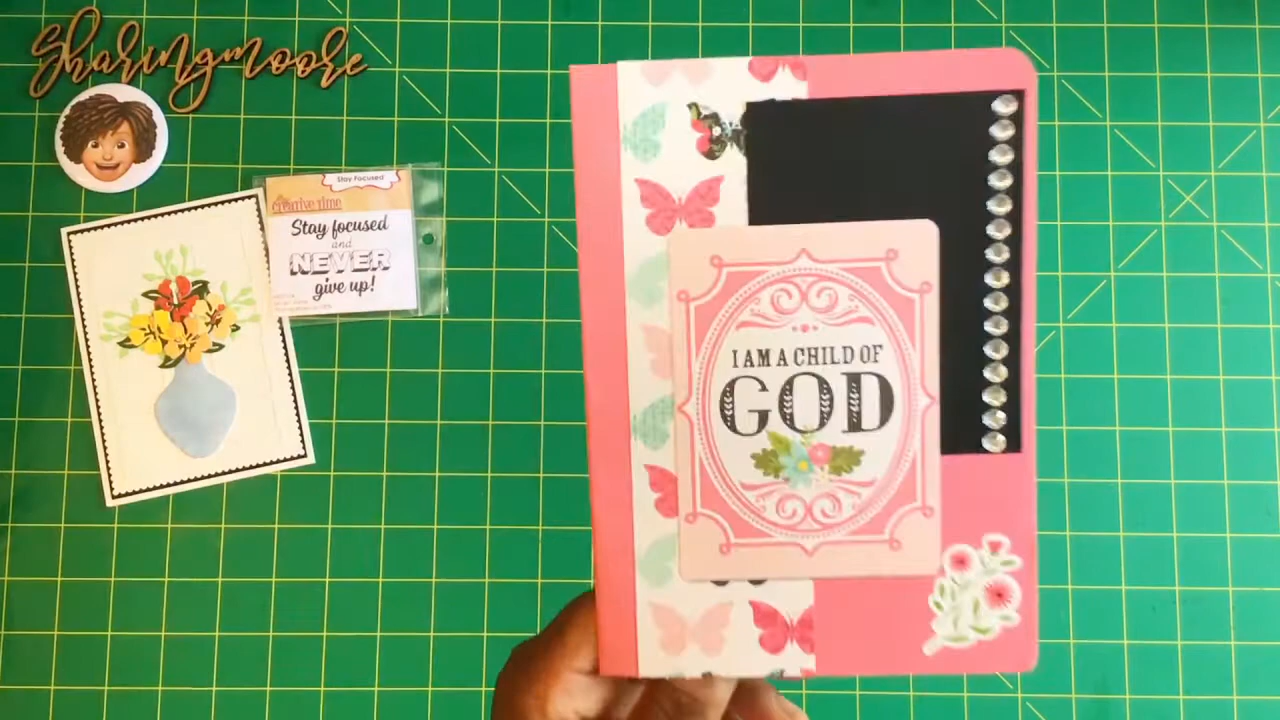 Sharingmoore
Stay Focused
creative time
Stay focused
and
NEVER
give up!
I AM A CHILD OF
GOD